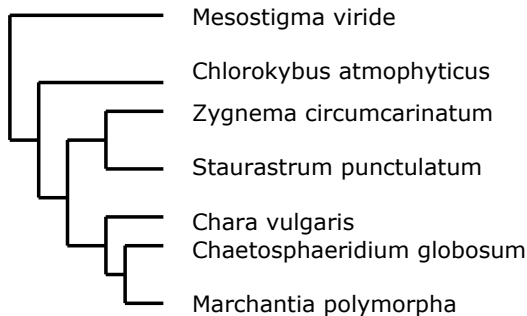 Mesostigma viride
Chlorokybus atmophyticus
Zygnema circumcarinatum
Staurastrum punctulatum
Chara vulgaris
Chaetosphaeridium globosum
Marchantia polymorpha